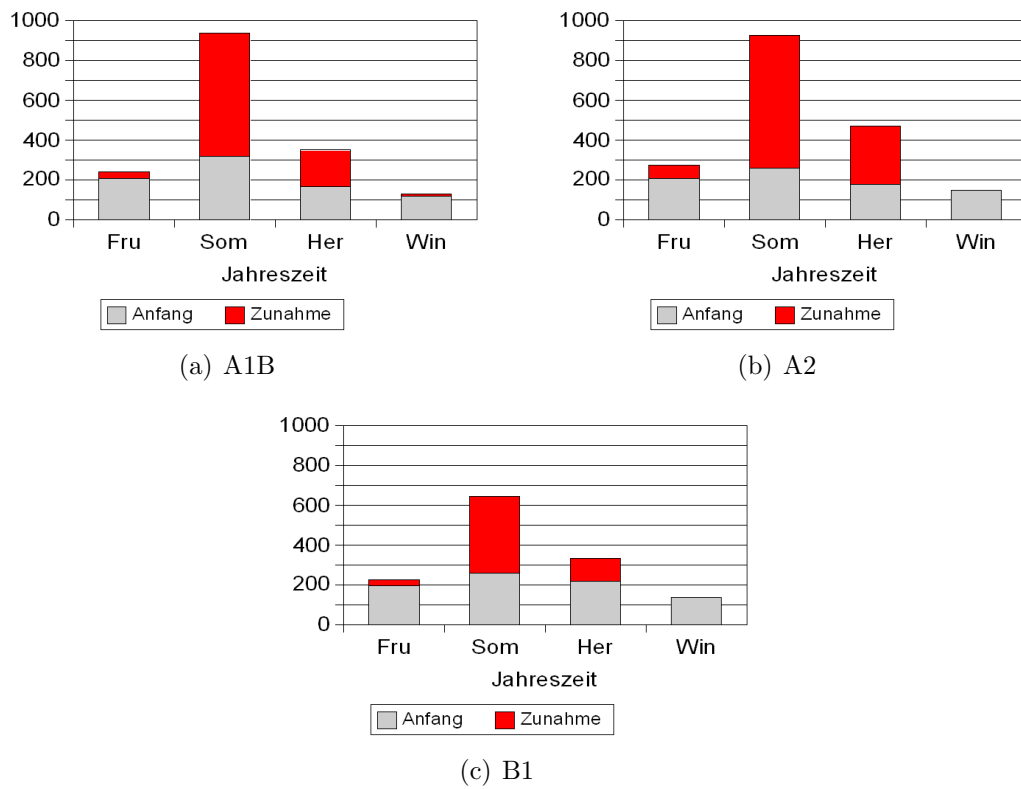 1000
800
600
400
200
0
Fru Som Her Win
Jahreszeit
Anfang Zunahme
(a) A1B
1000
800
600
400
200
0
Fru Som Her Win
Jahreszeit
Anfang Zunahme
(b) A2
1000
800
600
400
200
0
Fru Som Her Win
Jahreszeit
Anfang Zunahme
(c) B1